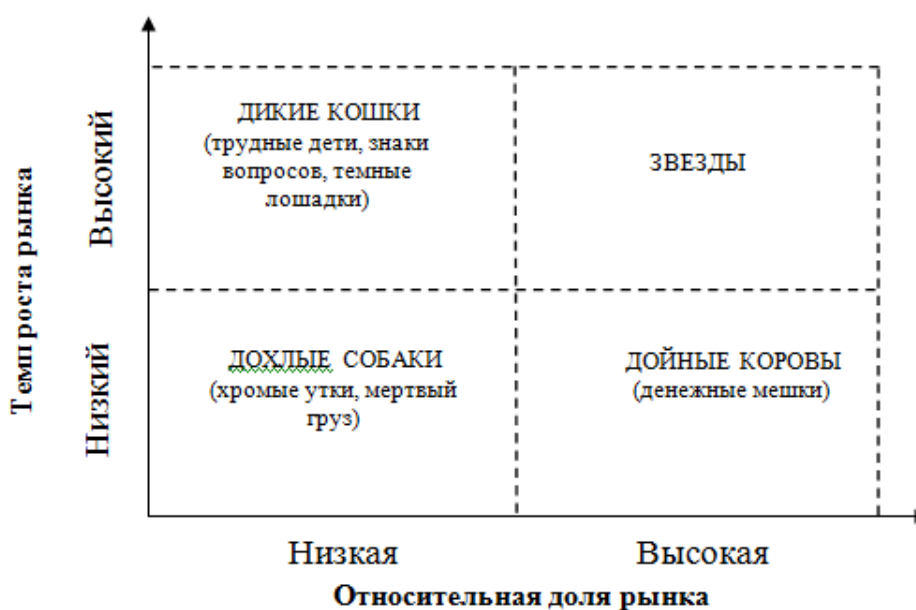 Темп роста рынка
Высокий
Низкий
ДИКИЕ КОШКИ
(трудные дети, знаки
вопросов, темные
лошадки)
ЗВЕЗДЫ
ДОХЛЫЕ СОБАКИ
(хромые утки, мертвый
груз)
ДОЙНЫЕ КОРОВЫ
(денежные мешки)
Низкая
Высокая
Относительная доля рынка